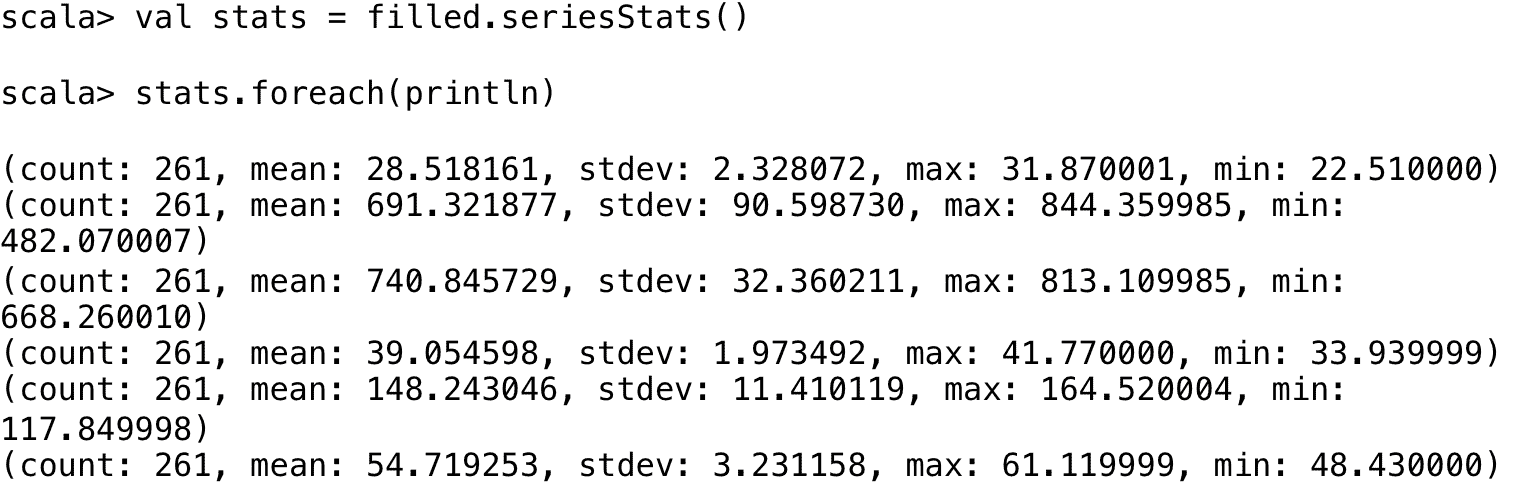 scala> val stats = filled.seriesStats()
scala> stats.foreach(println)
(count: 261, mean: 28.518161, stdev: 2.328072, max: 31.870001, min: 22.510000)
(count: 261, mean: 691.321877, stdev: 90.598730, max: 844.359985, min:
482.070007)
(count: 261, mean: 740.845729, stdev: 32.360211, max: 813.109985, min:
668.260010)
(count: 261, mean: 39.054598, stdev: 1.973492, max: 41.770000, min: 33.939999)
(count: 261, mean: 148.243046, stdev: 11.410119, max: 164.520004, min:
117.849998)
(count: 261, mean: 54.719253, stdev: 3.231158, max: 61.119999, min: 48.430000)